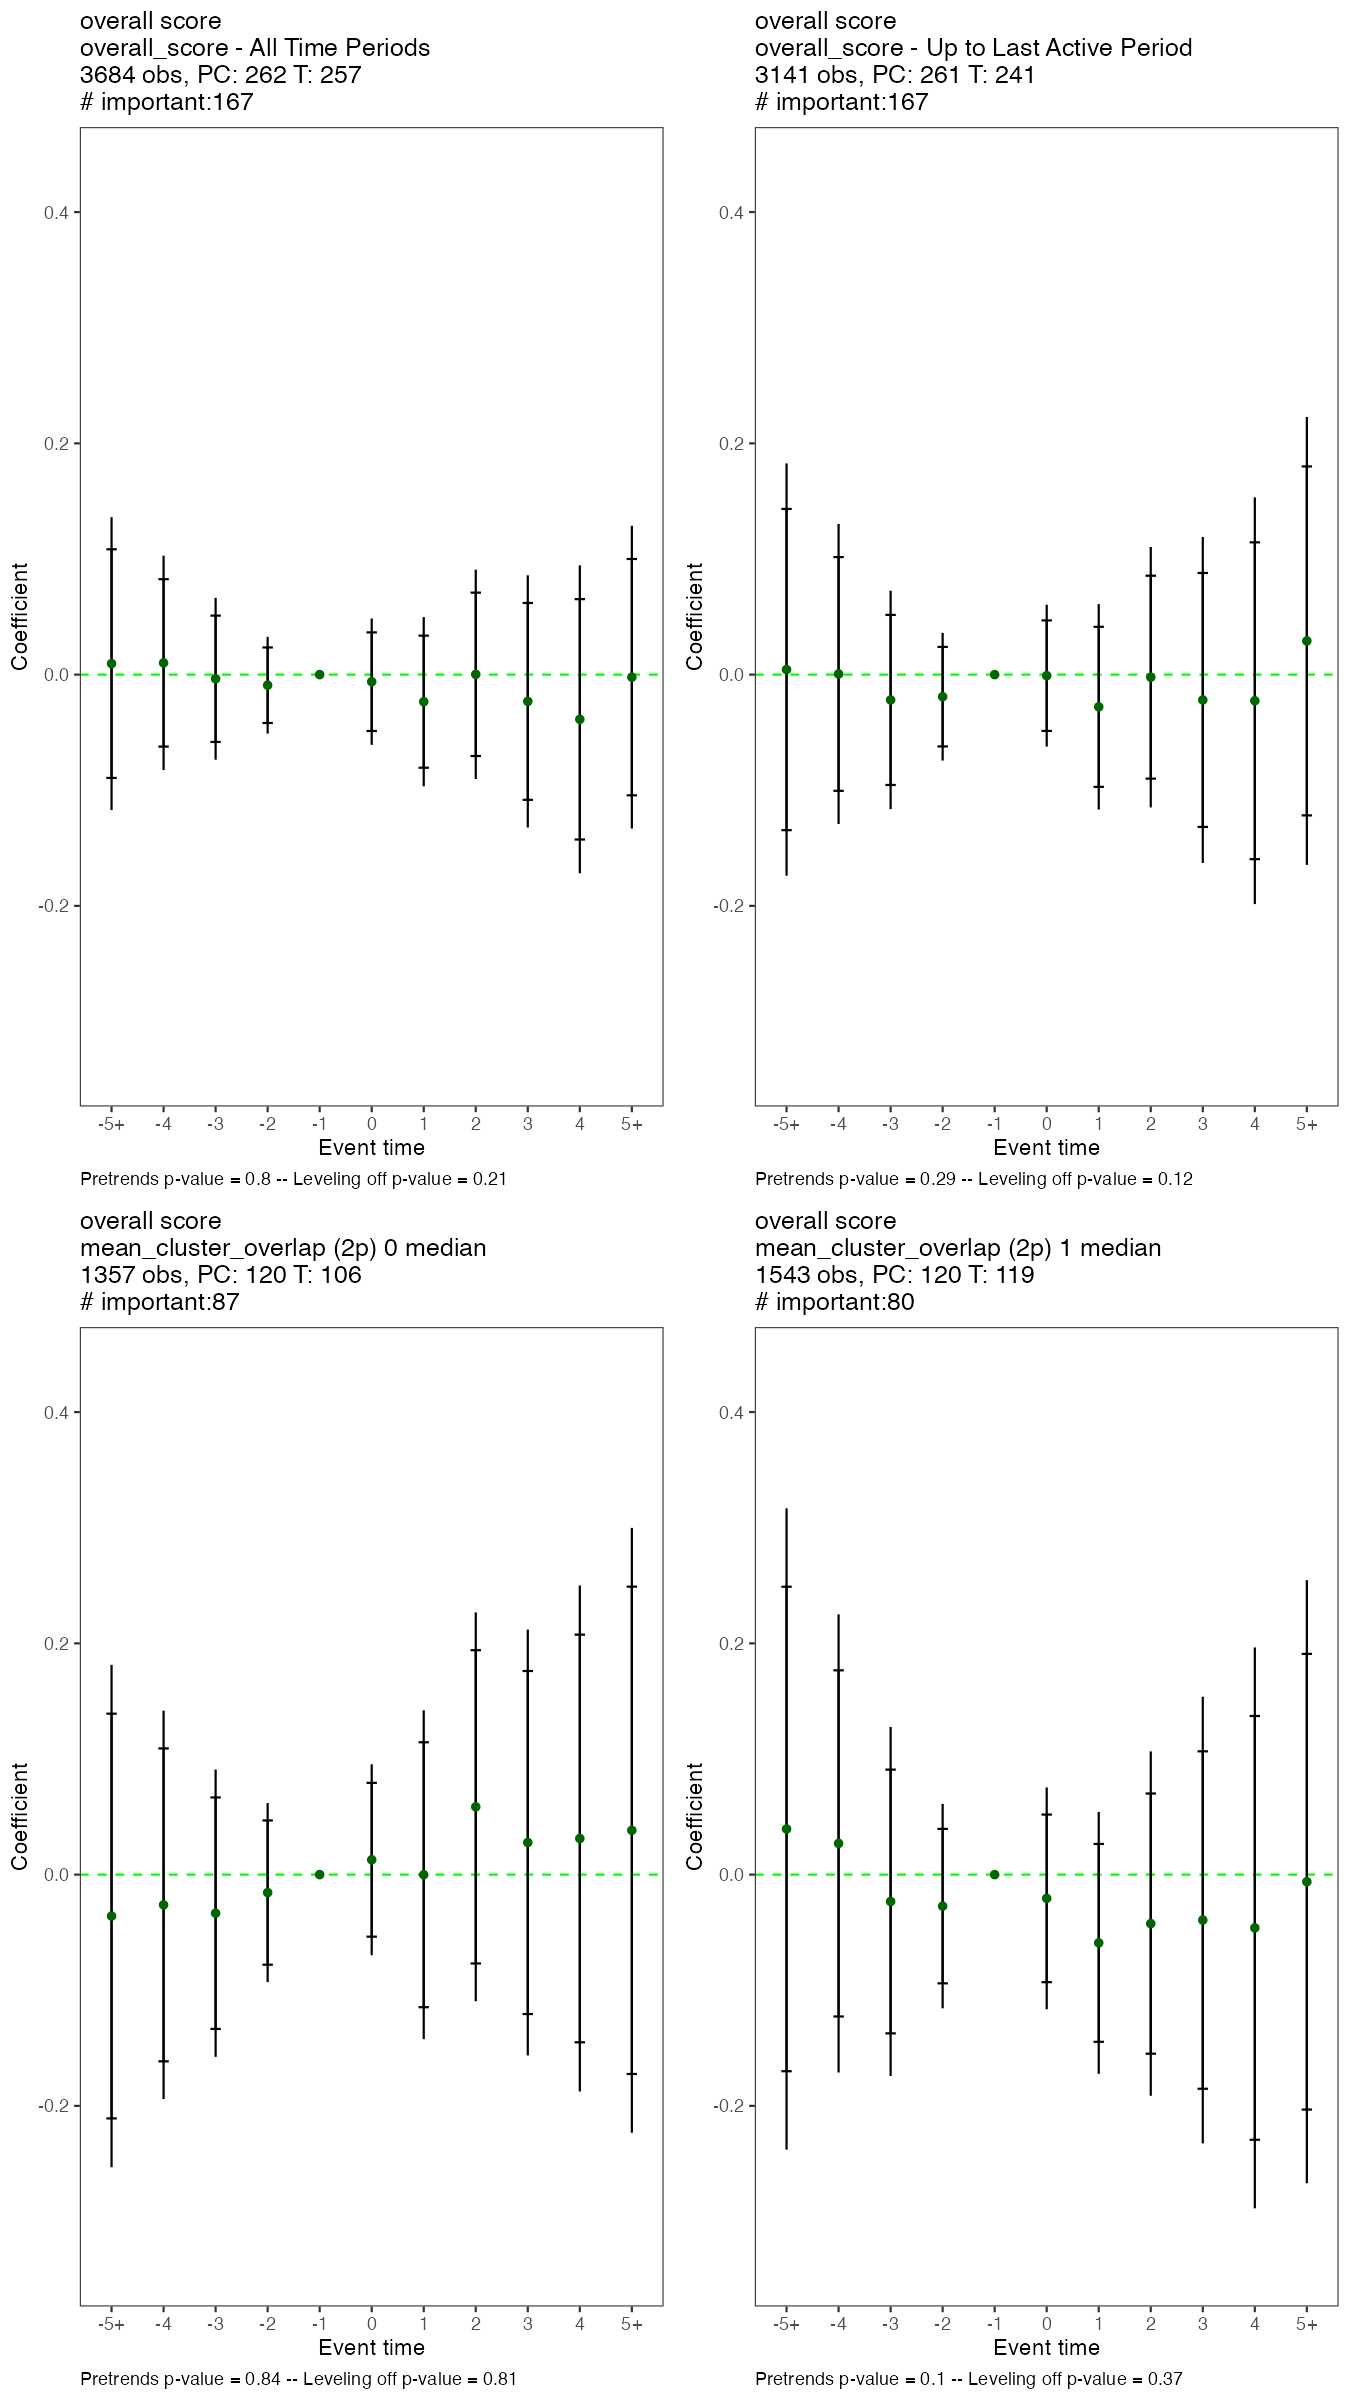 overall score
overall_score - All Time Periods
3684 obs, PC: 262 T: 257
# important:167
0.4
0.2
0.0
-0.2
Coefficient
-5+ -4 -3 -2 -1 0 1 2 3 4 5+
Event time
Pretrends p-value = 0.8 -- Leveling off p-value = 0.21
overall score
overall_score - Up to Last Active Period
3141 obs, PC: 261 T: 241
# important:167
0.4
0.2
0.0
-0.2
Coefficient
-5+ -4 -3 -2 -1 0 1 2 3 4 5+
Event time
Pretrends p-value = 0.29 -- Leveling off p-value = 0.12
overall score
mean_cluster_overlap (2p) 0 median
1357 obs, PC: 120 T: 106
# important:87
0.4
0.2
0.0
-0.2
Coefficient
-5+ -4 -3 -2 -1 0 1 2 3 4 5+
Event time
Pretrends p-value = 0.84 -- Leveling off p-value = 0.81
overall score
mean_cluster_overlap (2p) 1 median
1543 obs, PC: 120 T: 119
# important:80
0.4
0.2
0.0
-0.2
Coefficient
-5+ -4 -3 -2 -1 0 1 2 3 4 5+
Event time
Pretrends p-value = 0.1 -- Leveling off p-value = 0.37